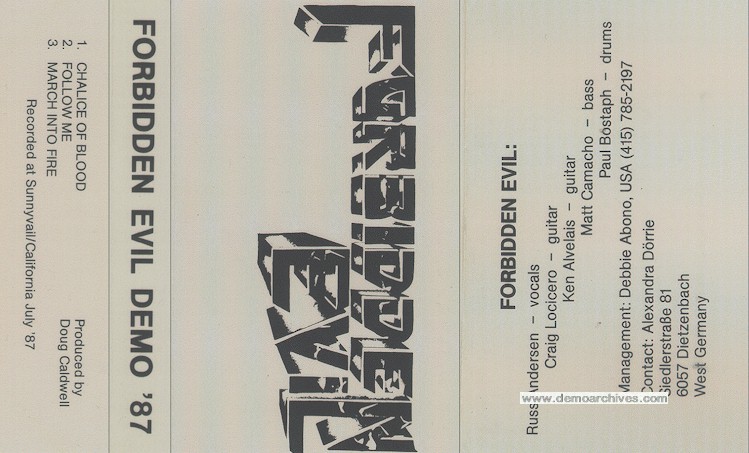 1. CHALICE OF BLOOD
2. FOLLOW ME
3. MARCH INTO FIRE
Recorded at Sunnyvail/California July '87
Produced by
Doug Caldwell
FORBIDDEN EVIL DEMO '87
FORBIDDEN
EVIL
FORBIDDEN EVIL:
Russ Andersen – vocals
Craig Locicero – guitar
Ken Alvelais – guitar
Matt Camacho – bass
Paul Bostaph – drums
Management: Debbie Abono, USA (415) 785-2197
Contact: Alexandra Dörrie
Siedlerstraße 81
6057 Dietzenbach
West Germany
www.demoarchives.com